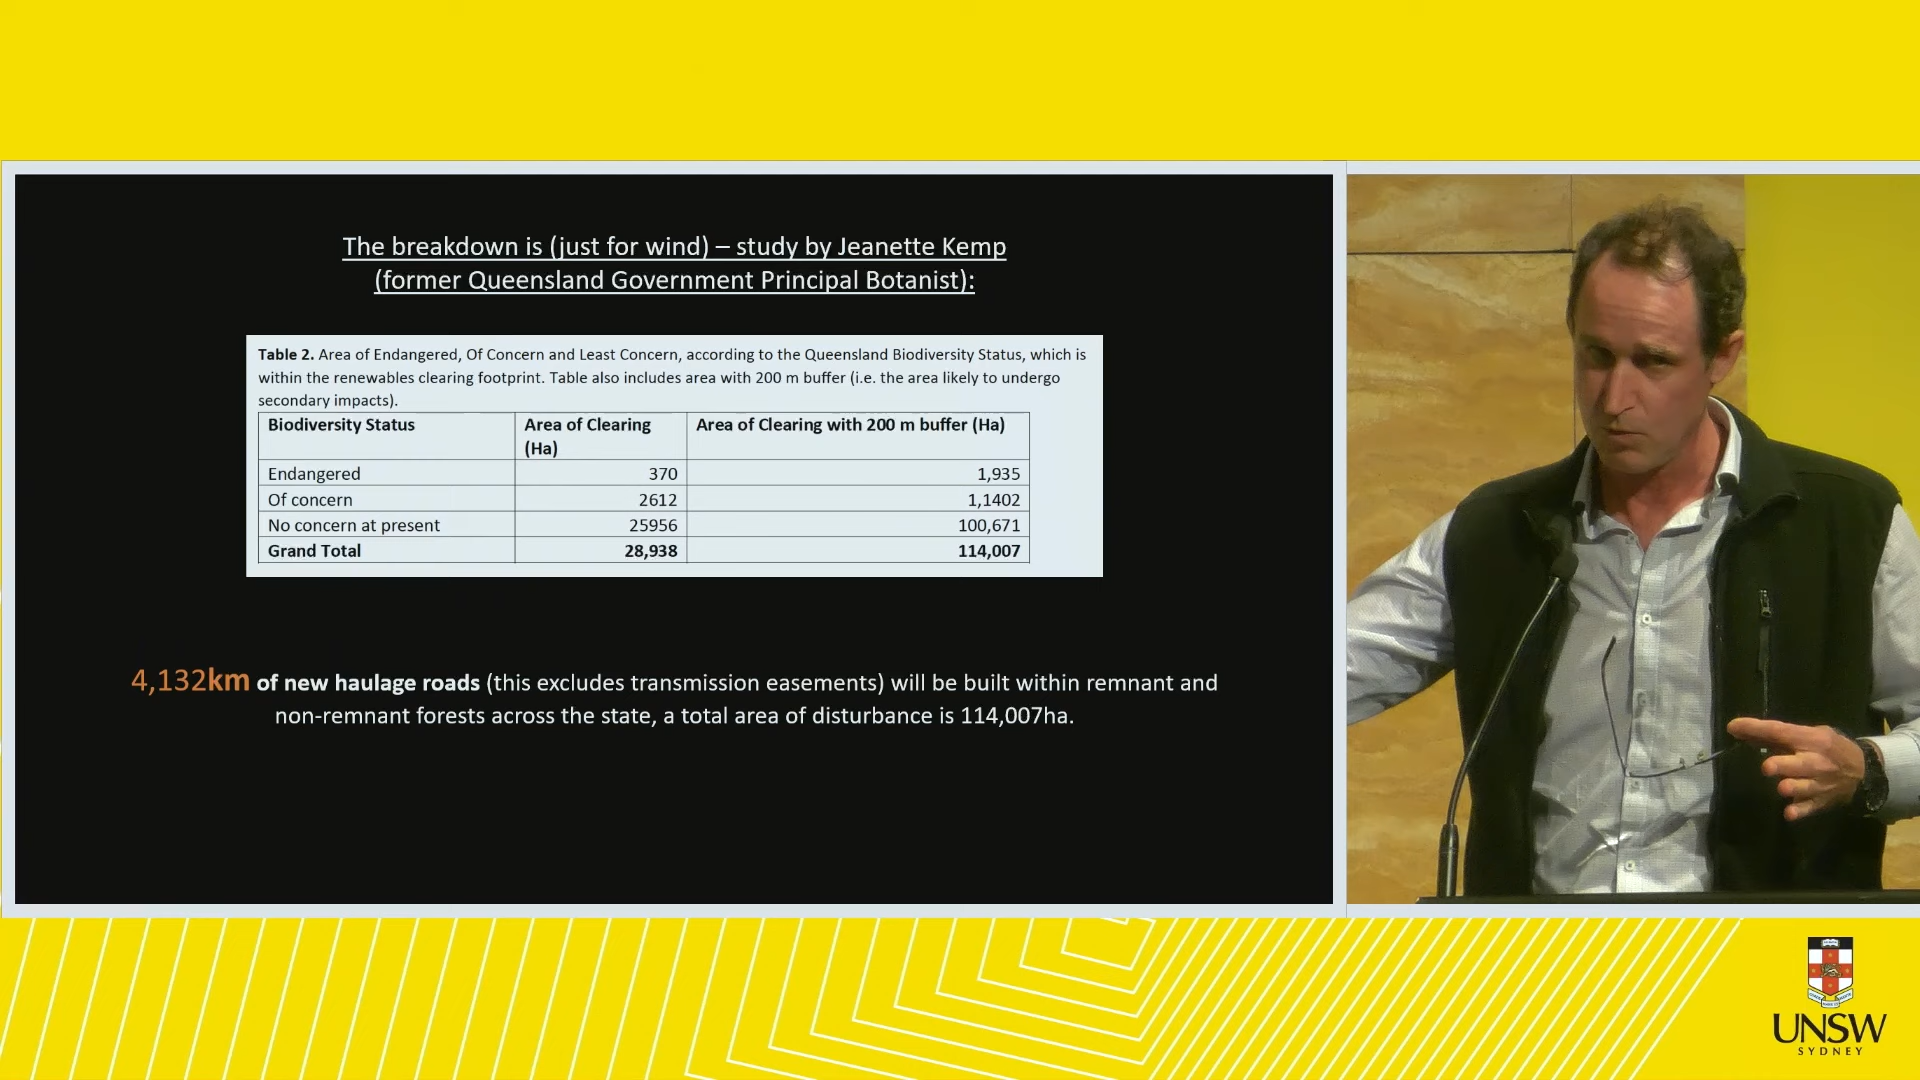 The breakdown is (just for wind) – study by Jeanette Kemp
(former Queensland Government Principal Botanist):
Table 2. Area of Endangered, Of Concern and Least Concern, according to the Queensland Biodiversity Status, which is
within the renewables clearing footprint. Table also includes area with 200 m buffer (i.e. the area likely to undergo
secondary impacts).
Biodiversity Status Area of Clearing (Ha) Area of Clearing with 200 m buffer (Ha)
Endangered 370 1,935
Of concern 2612 1,1402
No concern at present 25956 100,671
Grand Total 28,938 114,007
4,132km of new haulage roads (this excludes transmission easements) will be built within remnant and
non-remnant forests across the state, a total area of disturbance is 114,007ha.
UNSW
SYDNEY